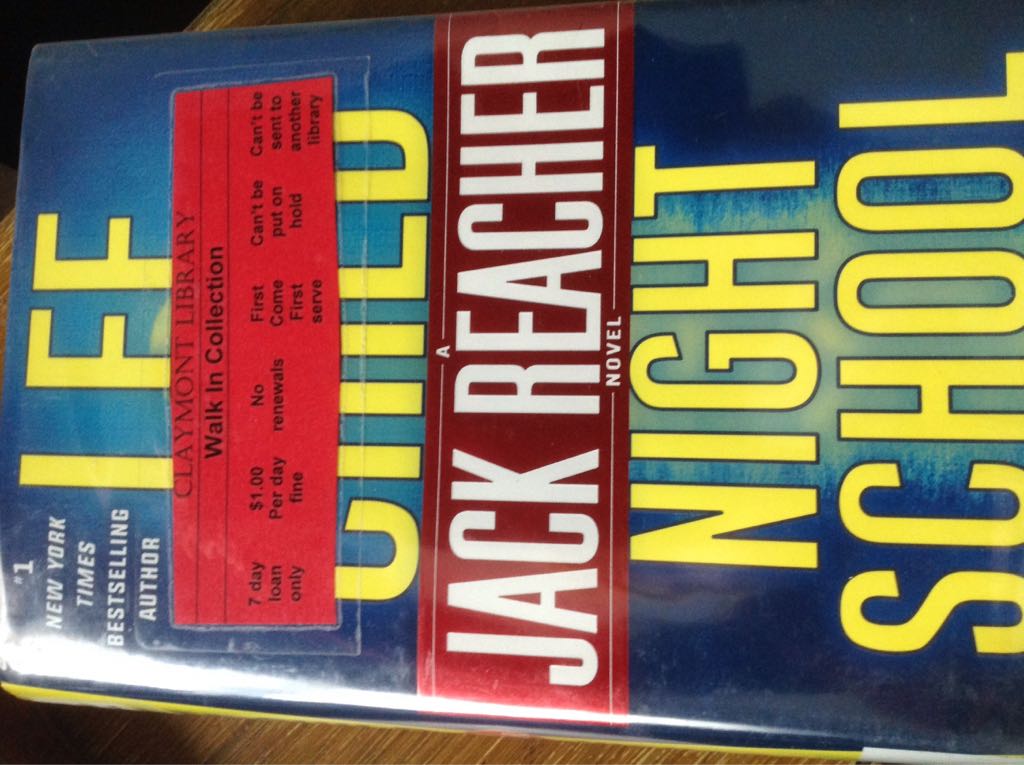 #1
NEW YORK
TIMES
BESTSELLING
AUTHOR
LEE
CHILD
CLAYMONT LIBRARY
Walk In Collection
7 day loan only
$1.00 Per day fine
No renewals
First Come First serve
Can't be put on hold
Can't be sent to another library
A
JACK REACHER
NOVEL
NIGHT
SCHOOL